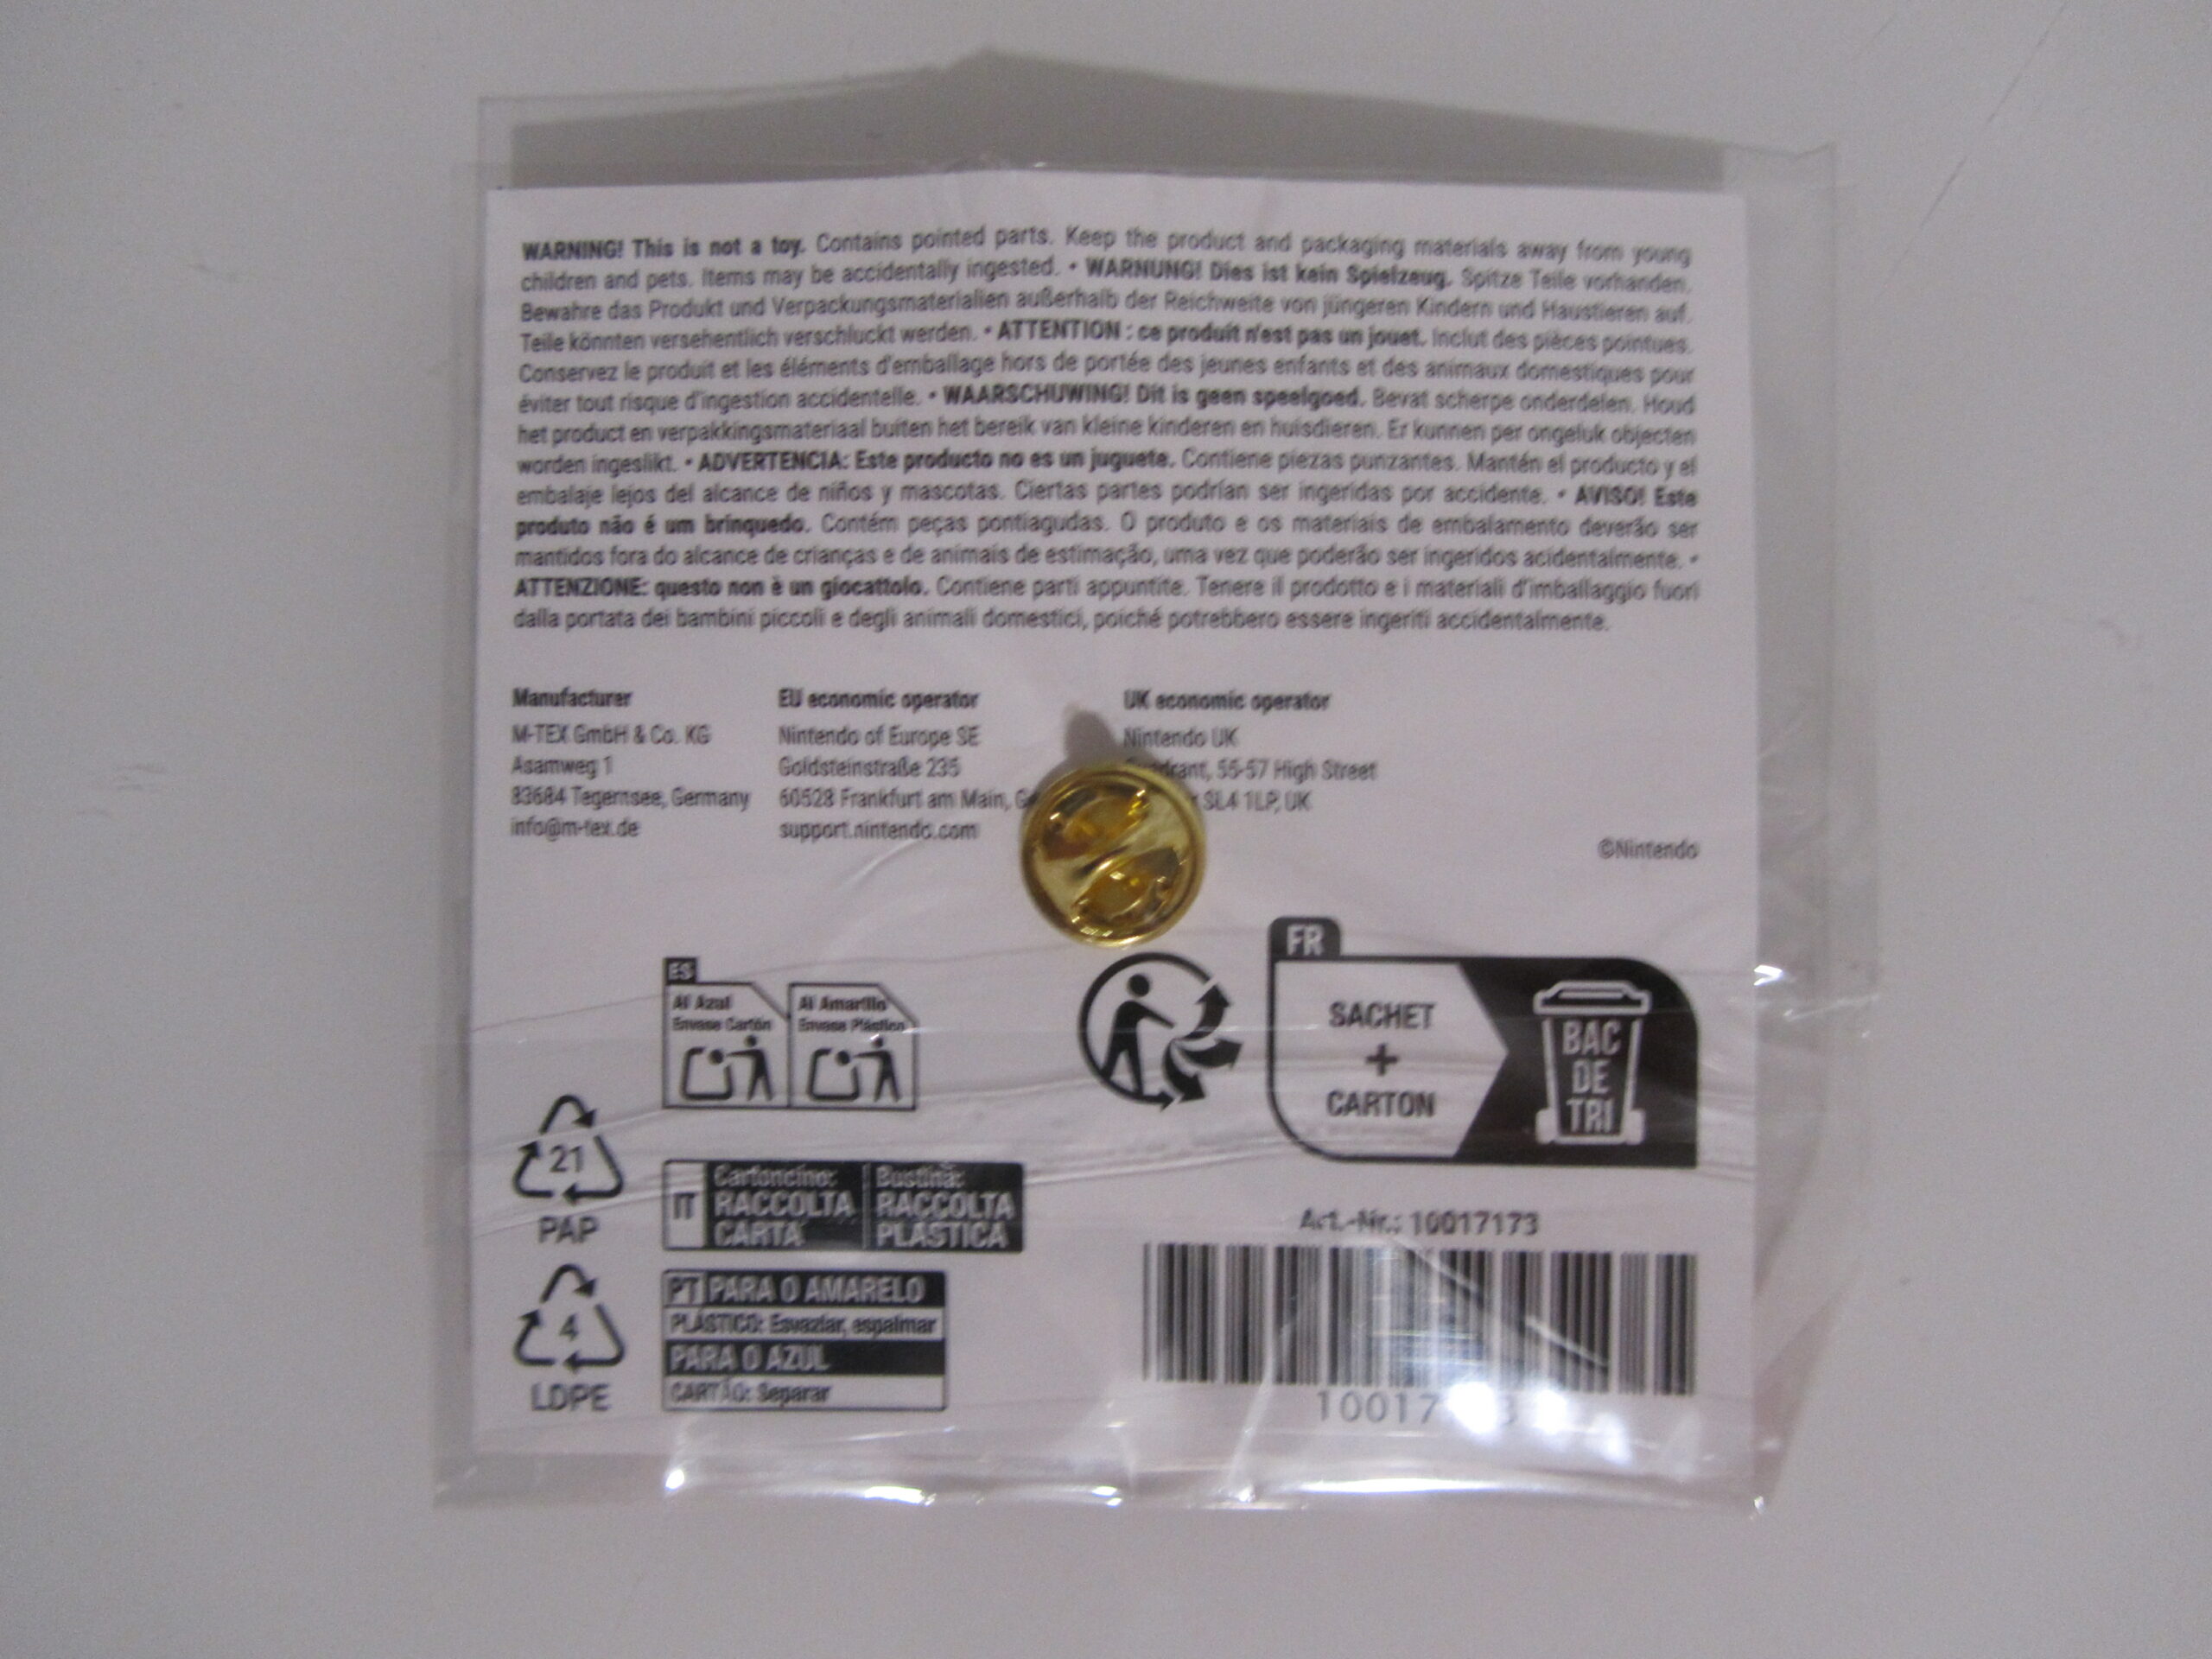 WARNING! This is not a toy. Contains pointed parts. Keep the product and packaging materials away from young
children and pets. Items may be accidentally ingested. • WARNUNG! Dies ist kein Spielzeug. Spitze Teile vorhanden.
Bewahre das Produkt und Verpackungsmaterialien außerhalb der Reichweite von jüngeren Kindern und Haustieren auf.
Teile könnten versehentlich verschluckt werden. • ATTENTION : ce produit n'est pas un jouet. Inclut des pièces pointues.
Conservez le produit et les éléments d'emballage hors de portée des jeunes enfants et des animaux domestiques pour
éviter tout risque d'ingestion accidentelle. • WAARSCHUWING! Dit is geen speelgoed. Bevat scherpe onderdelen. Houd
het product en verpakkingsmateriaal buiten het bereik van kleine kinderen en huisdieren. Er kunnen per ongeluk objecten
worden ingeslikt. • ADVERTENCIA: Este producto no es un juguete. Contiene piezas punzantes. Mantén el producto y el
embalaje lejos del alcance de niños y mascotas. Ciertas partes podrían ser ingeridas por accidente. • AVISO! Este
produto não é um brinquedo. Contém peças pontiagudas. O produto e os materiais de embalamento deverão ser
mantidos fora do alcance de crianças e de animais de estimação, uma vez que poderão ser ingeridos acidentalmente. •
ATTENZIONE: questo non è un giocattolo. Contiene parti appuntite. Tenere il prodotto e i materiali d'imballaggio fuori
dalla portata dei bambini piccoli e degli animali domestici, poiché potrebbero essere ingeriti accidentalmente.
Manufacturer
M-TEX GmbH & Co. KG
Asamweg 1
83684 Tegernsee, Germany
info@m-tex.de
EU economic operator
Nintendo of Europe SE
Goldsteinstraße 235
60528 Frankfurt am Main,
support.nintendo.com
UK economic operator
Nintendo UK
55-57 High Street
SL4 1LP, UK
©Nintendo
ES
Al Azul
Envase Cartón
Al Amarillo
Envase Plástico
FR
SACHET
+
CARTON
BAC
DE
TRI
21
PAP
IT
Cartoncino:
RACCOLTA
CARTA
Bustina:
RACCOLTA
PLASTICA
4
LDPE
PT PARA O AMARELO
PLÁSTICO: Esvaziar, espalmar
PARA O AZUL
CARTÃO: Separar
Art.-Nr.: 10017173